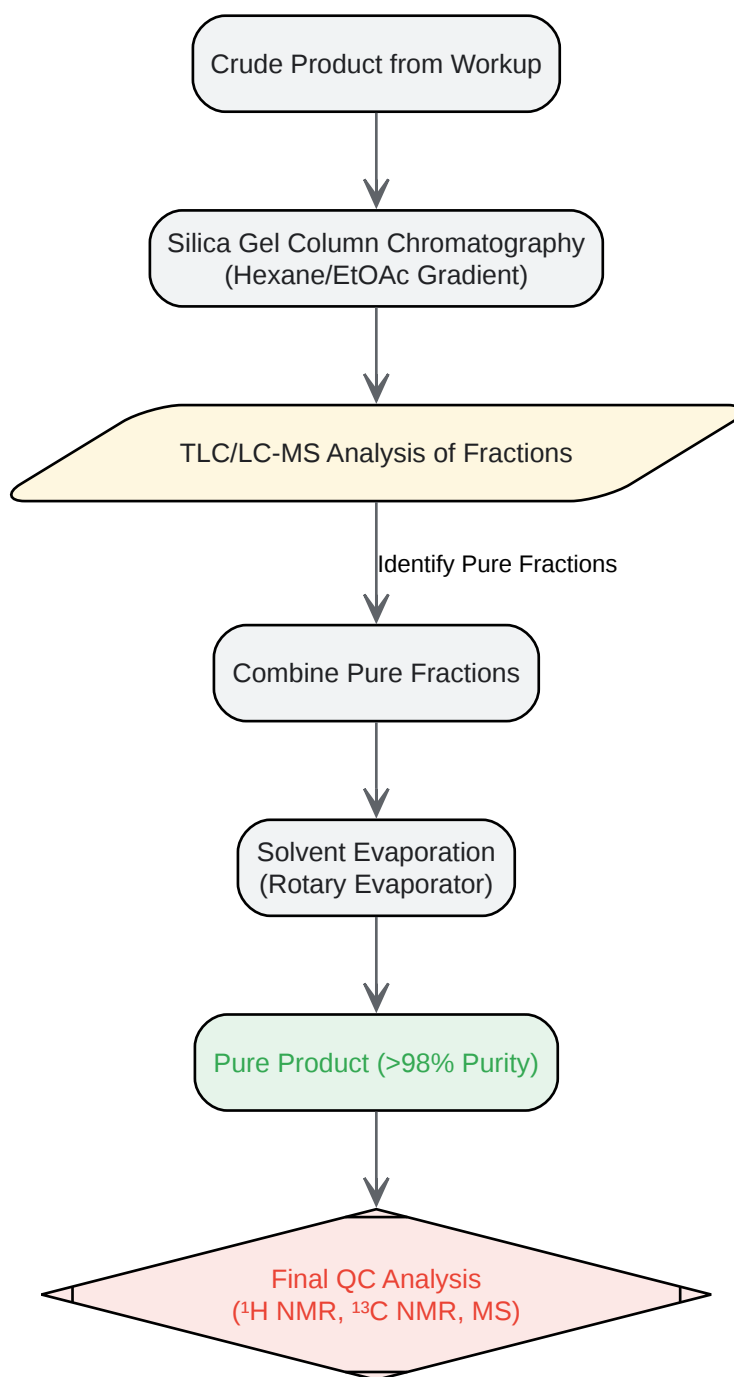 Crude Product from Workup
Silica Gel Column Chromatography
(Hexane/EtOAc Gradient)
TLC/LC-MS Analysis of Fractions
Identify Pure Fractions
Combine Pure Fractions
Solvent Evaporation
(Rotary Evaporator)
Pure Product (>98% Purity)
Final QC Analysis
(¹H NMR, ¹³C NMR, MS)